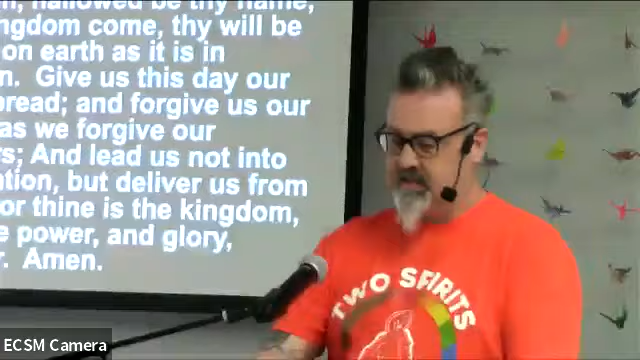 hallowed be thy name,
ngdom come, thy will be
on earth as it is in
n. Give us this day our
bread; and forgive us our
as we forgive our
s; And lead us not into
tion, but deliver us from
or thine is the kingdom,
e power, and glory,
r. Amen.
TWO SPIRITS
ECSM Camera